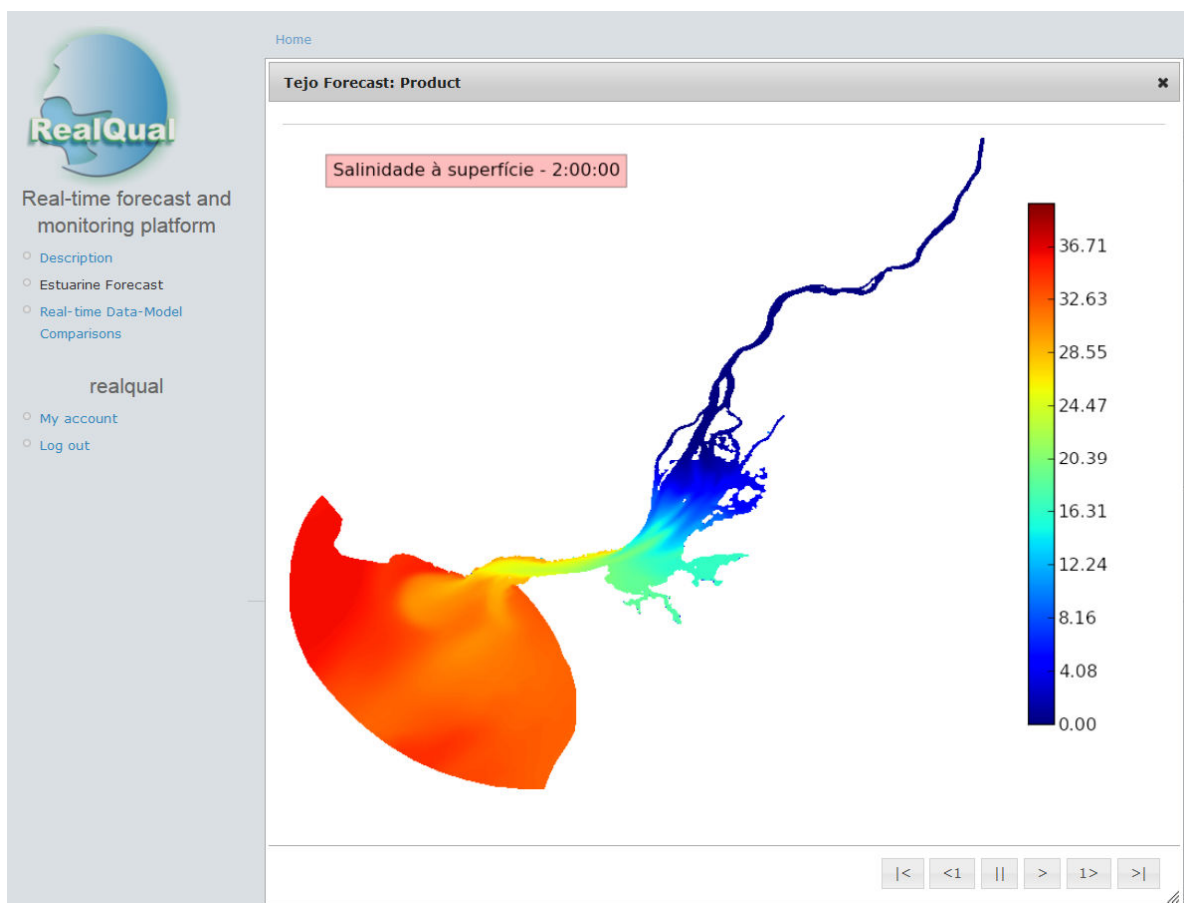 RealQual
Real-time forecast and
monitoring platform
Description
Estuarine Forecast
Real-time Data-Model
Comparisons
realqual
My account
Log out
Home
Tejo Forecast: Product
Salinidade à superfície - 2:00:00
36.71
32.63
28.55
24.47
20.39
16.31
12.24
8.16
4.08
0.00
|< <1 || > 1> >|